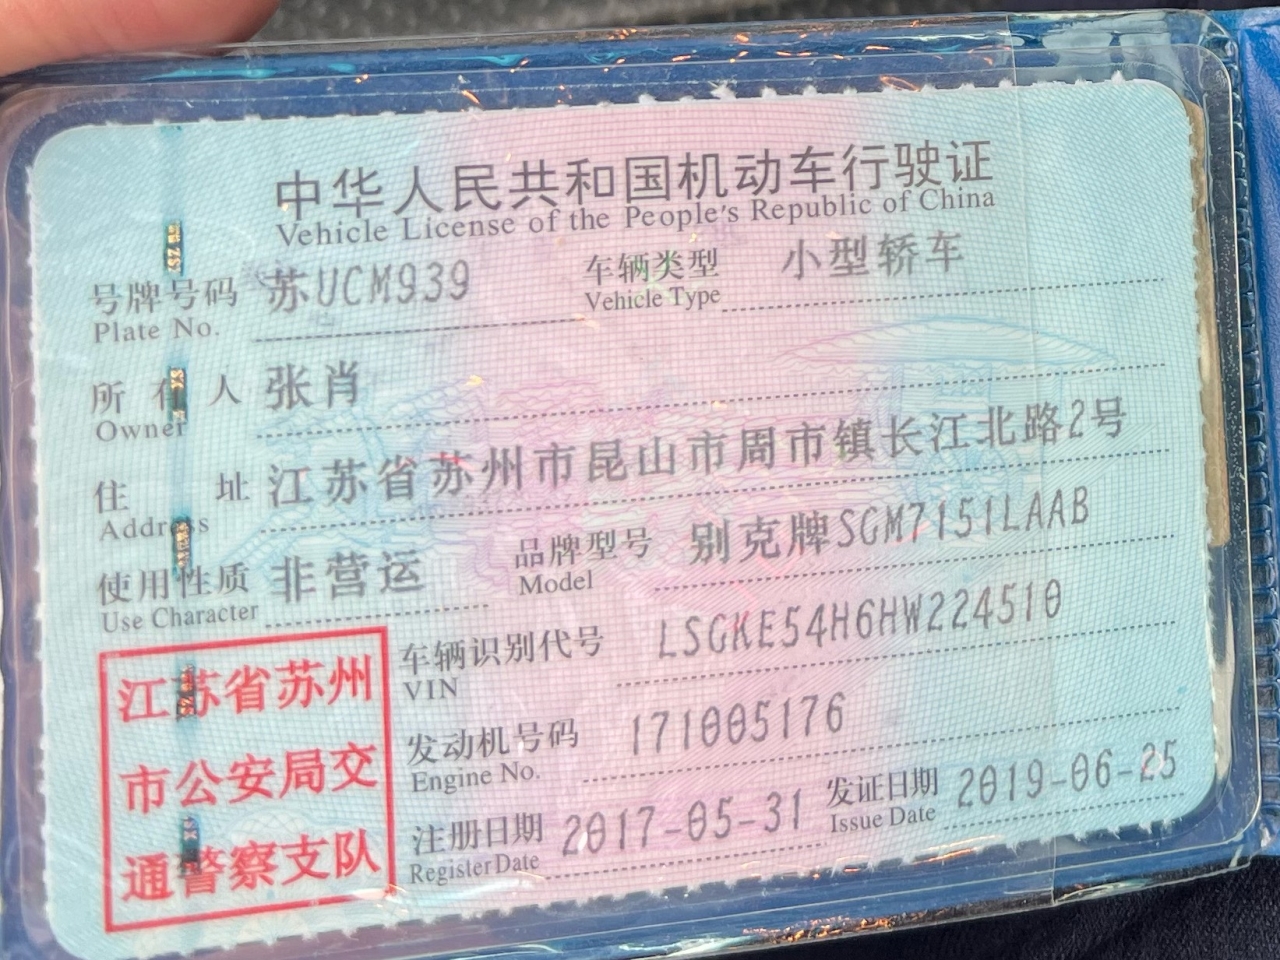 中华人民共和国机动车行驶证
Vehicle License of the People's Republic of China
号牌号码 苏UCM939 车辆类型 小型轿车
Plate No. Vehicle Type
所有人 张肖
Owner
住址 江苏省苏州市昆山市周市镇长江北路2号
Address
使用性质 非营运 品牌型号 别克牌SGM7151LAAB
Use Character Model
车辆识别代号 LSGKE54H6HW224510
VIN
发动机号码 171005176
Engine No.
注册日期 2017-05-31 发证日期 2019-06-25
Register Date Issue Date
江苏省苏州
市公安局交
通警察支队